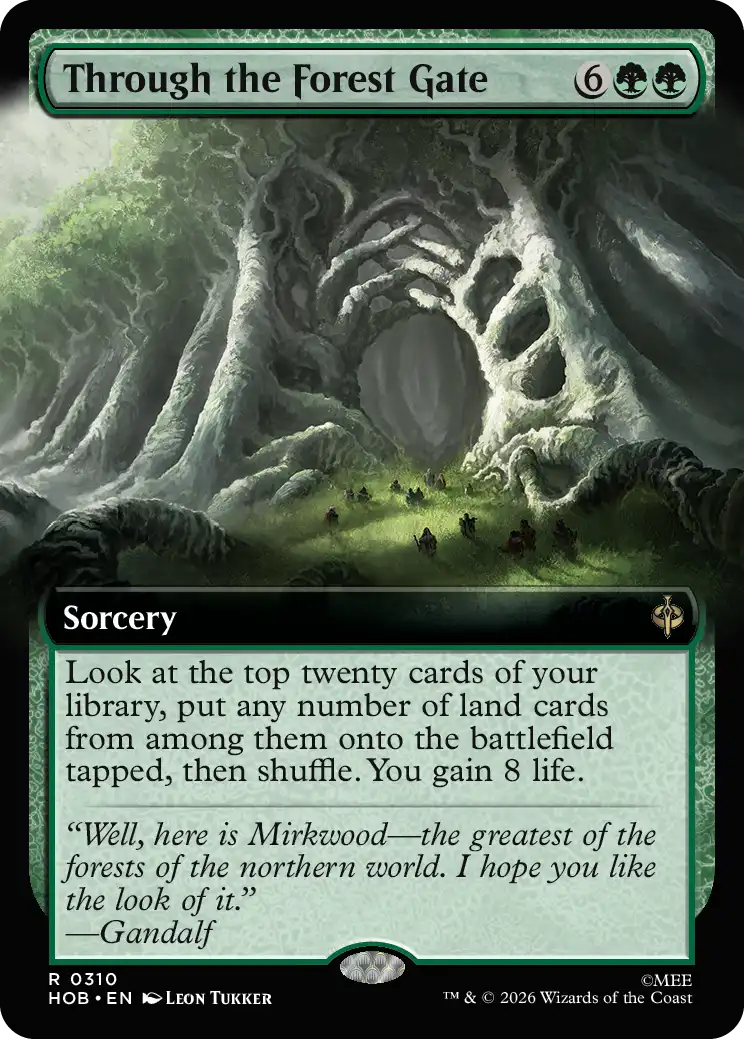 Through the Forest Gate 6
Sorcery
Look at the top twenty cards of your
library, put any number of land cards
from among them onto the battlefield
tapped, then shuffle. You gain 8 life.
“Well, here is Mirkwood—the greatest of the
forests of the northern world. I hope you like
the look of it.”
—Gandalf
R 0310
©MEE
HOB • EN Leon Tukker
™ & © 2026 Wizards of the Coast